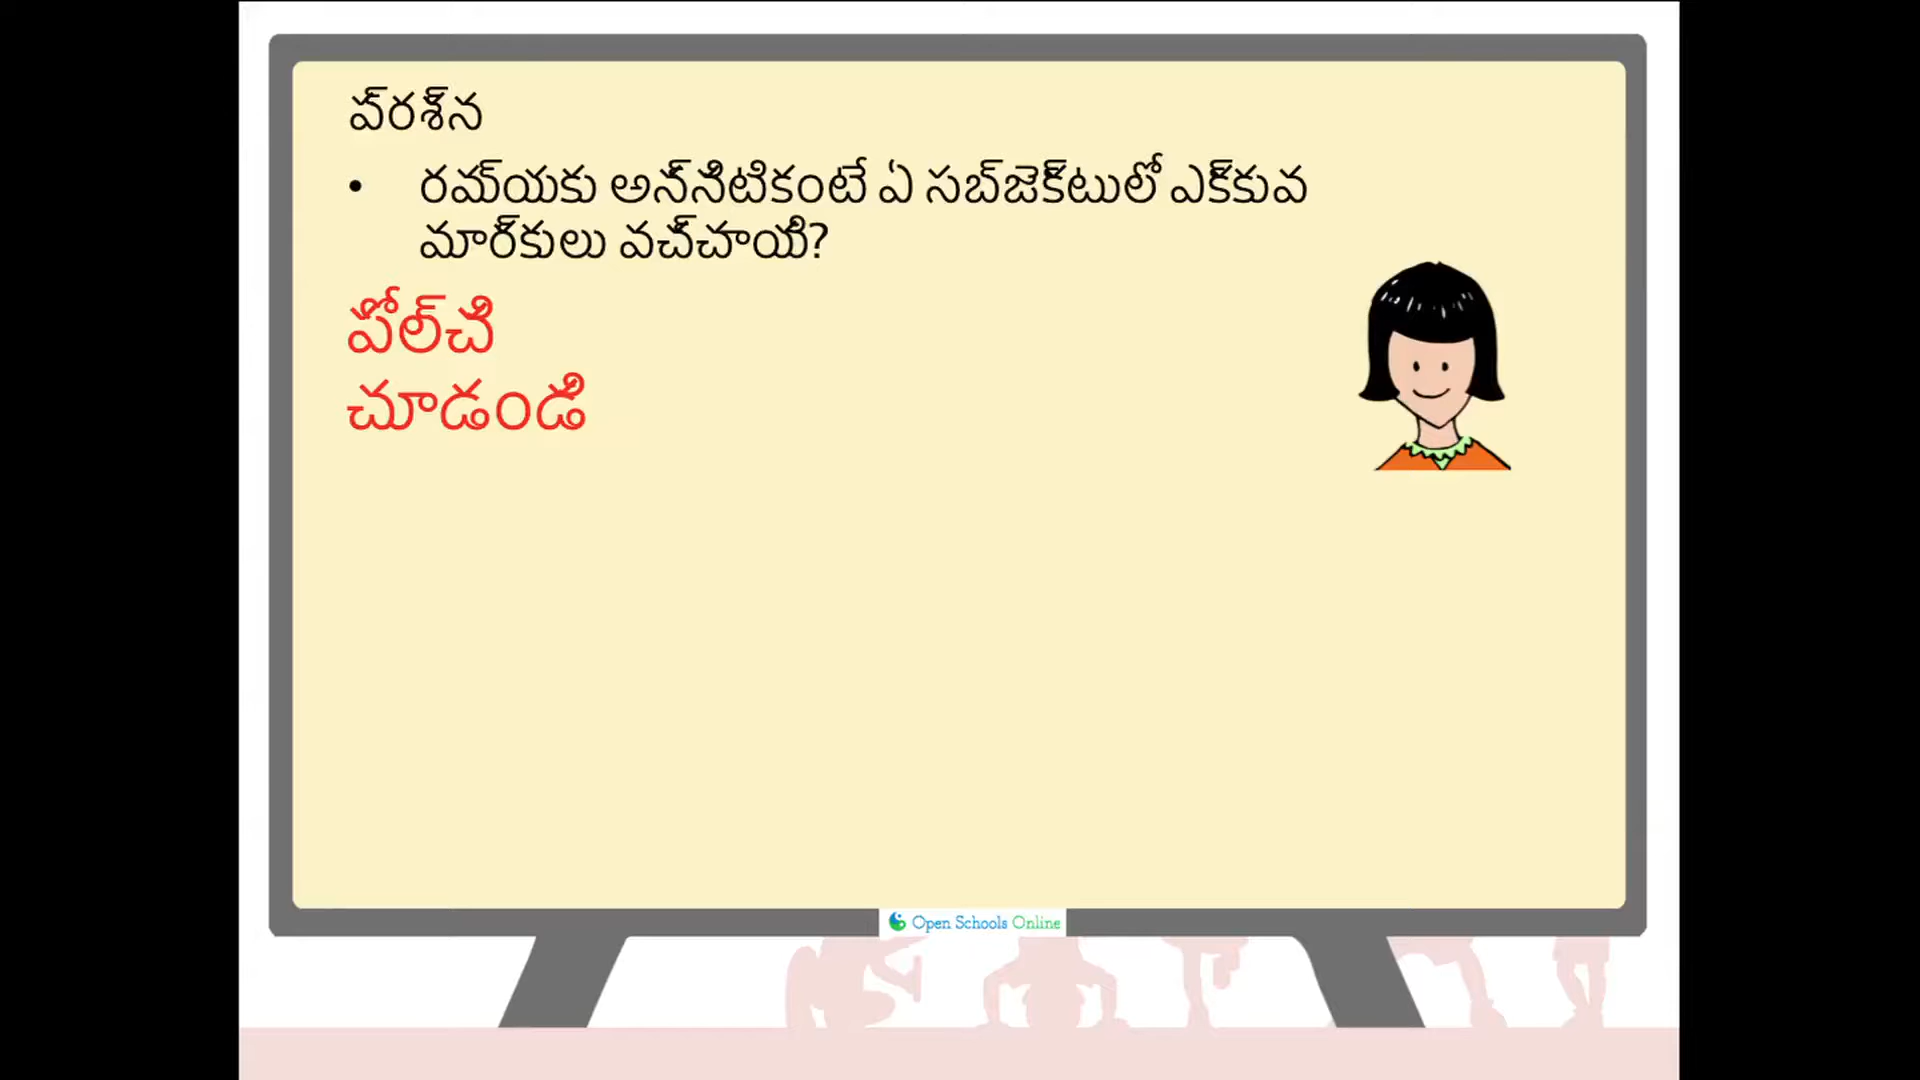 ప్రశ్న
• రమ్యకు అన్నిటికంటే ఏ సబ్జెక్టులో ఎక్కువ
మార్కులు వచ్చాయి?
పోల్చి
చూడండి
Open Schools Online